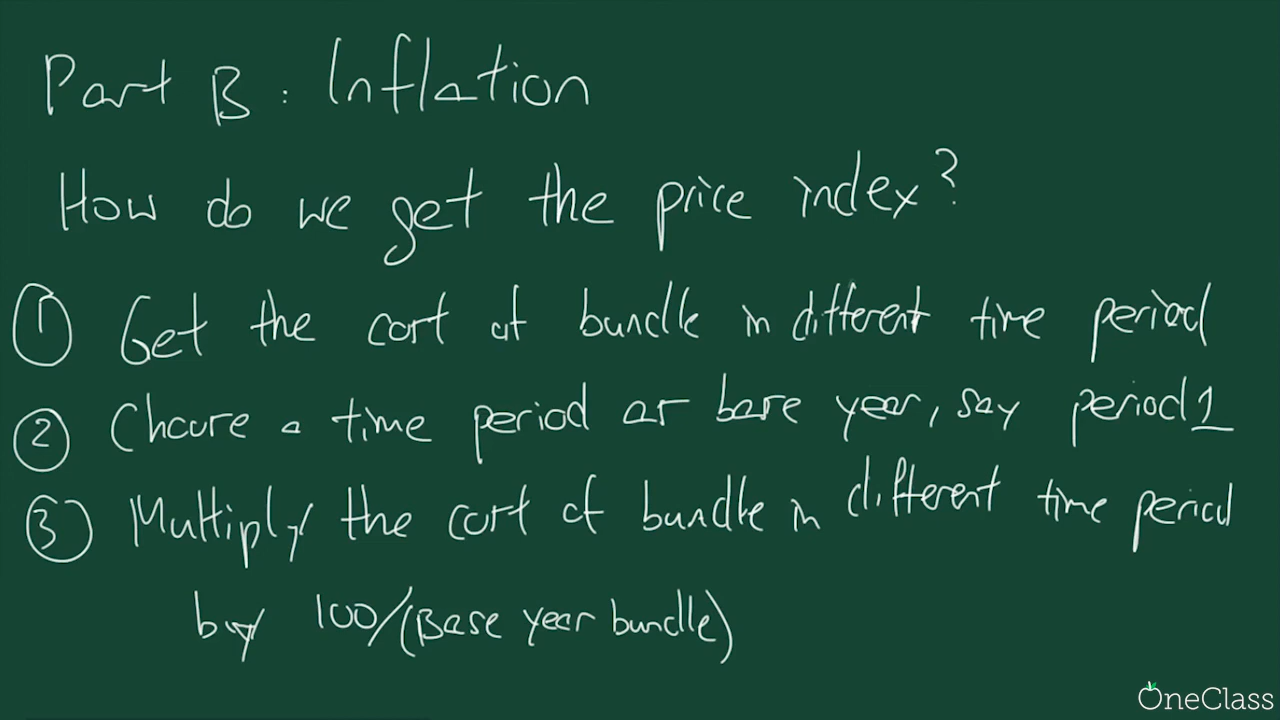 Part B : Inflation
How do we get the price index?
1 Get the cost of bundle in different time period
2 Choose a time period as base year, say period 1
3 Multiply the cost of bundle in different time period
buy 100/(Base year bundle)
OneClass